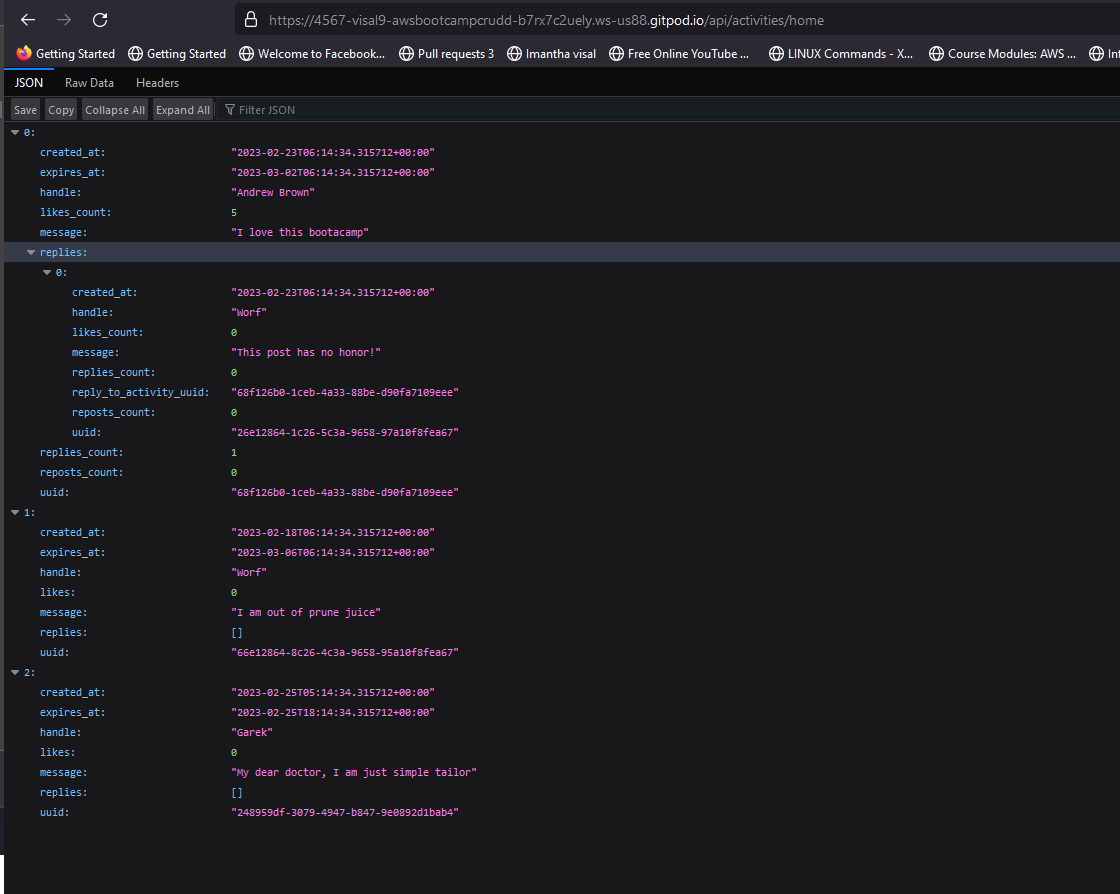 https://4567-visal9-awsbootcampcrudd-b7rx7c2uely.ws-us88.gitpod.io/api/activities/home
Getting Started Getting Started Welcome to Facebook... Pull requests 3 Imantha visal Free Online YouTube ... LINUX Commands - X... Course Modules: AWS ... Int
JSON Raw Data Headers
Save Copy Collapse All Expand All Filter JSON
0:
created_at: "2023-02-23T06:14:34.315712+00:00"
expires_at: "2023-03-02T06:14:34.315712+00:00"
handle: "Andrew Brown"
likes_count: 5
message: "I love this bootacamp"
replies:
0:
created_at: "2023-02-23T06:14:34.315712+00:00"
handle: "Worf"
likes_count: 0
message: "This post has no honor!"
replies_count: 0
reply_to_activity_uuid: "68f126b0-1ceb-4a33-88be-d90fa7109eee"
reposts_count: 0
uuid: "26e12864-1c26-5c3a-9658-97a10f8fea67"
replies_count: 1
reposts_count: 0
uuid: "68f126b0-1ceb-4a33-88be-d90fa7109eee"
1:
created_at: "2023-02-18T06:14:34.315712+00:00"
expires_at: "2023-03-06T06:14:34.315712+00:00"
handle: "Worf"
likes: 0
message: "I am out of prune juice"
replies: []
uuid: "66e12864-8c26-4c3a-9658-95a10f8fea67"
2:
created_at: "2023-02-25T05:14:34.315712+00:00"
expires_at: "2023-02-25T18:14:34.315712+00:00"
handle: "Garek"
likes: 0
message: "My dear doctor, I am just simple tailor"
replies: []
uuid: "248959df-3079-4947-b847-9e0892d1bab4"